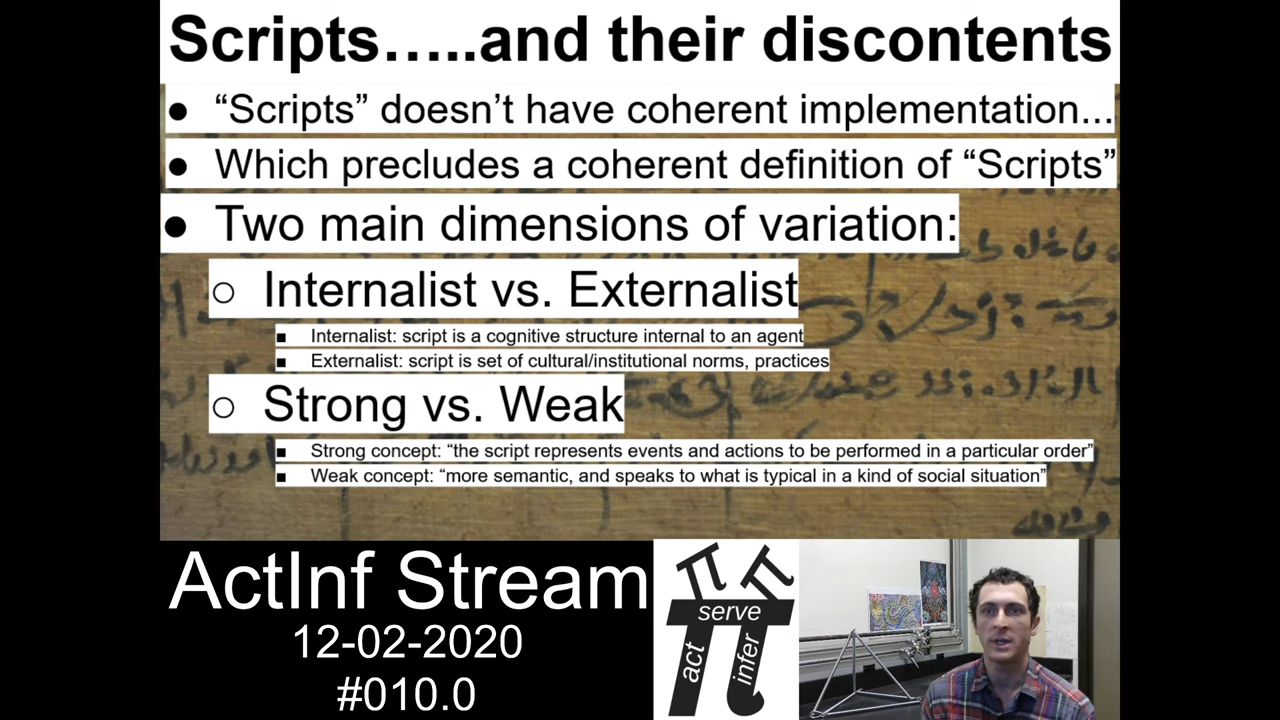 Scripts…..and their discontents
● “Scripts” doesn’t have coherent implementation...
● Which precludes a coherent definition of “Scripts”
● Two main dimensions of variation:
○ Internalist vs. Externalist
■ Internalist: script is a cognitive structure internal to an agent
■ Externalist: script is set of cultural/institutional norms, practices
○ Strong vs. Weak
■ Strong concept: “the script represents events and actions to be performed in a particular order”
■ Weak concept: “more semantic, and speaks to what is typical in a kind of social situation”
ActInf Stream
12-02-2020
#010.0
π π
serve
act
infer